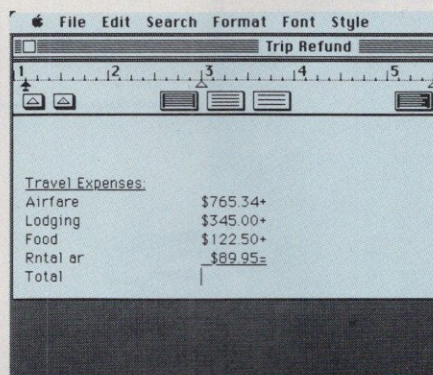 File Edit Search Format Font Style
Trip Refund
1 2 3 4 5
Travel Expenses:
Airfare $765.34+
Lodging $345.00+
Food $122.50+
Rntal ar $89.95=
Total